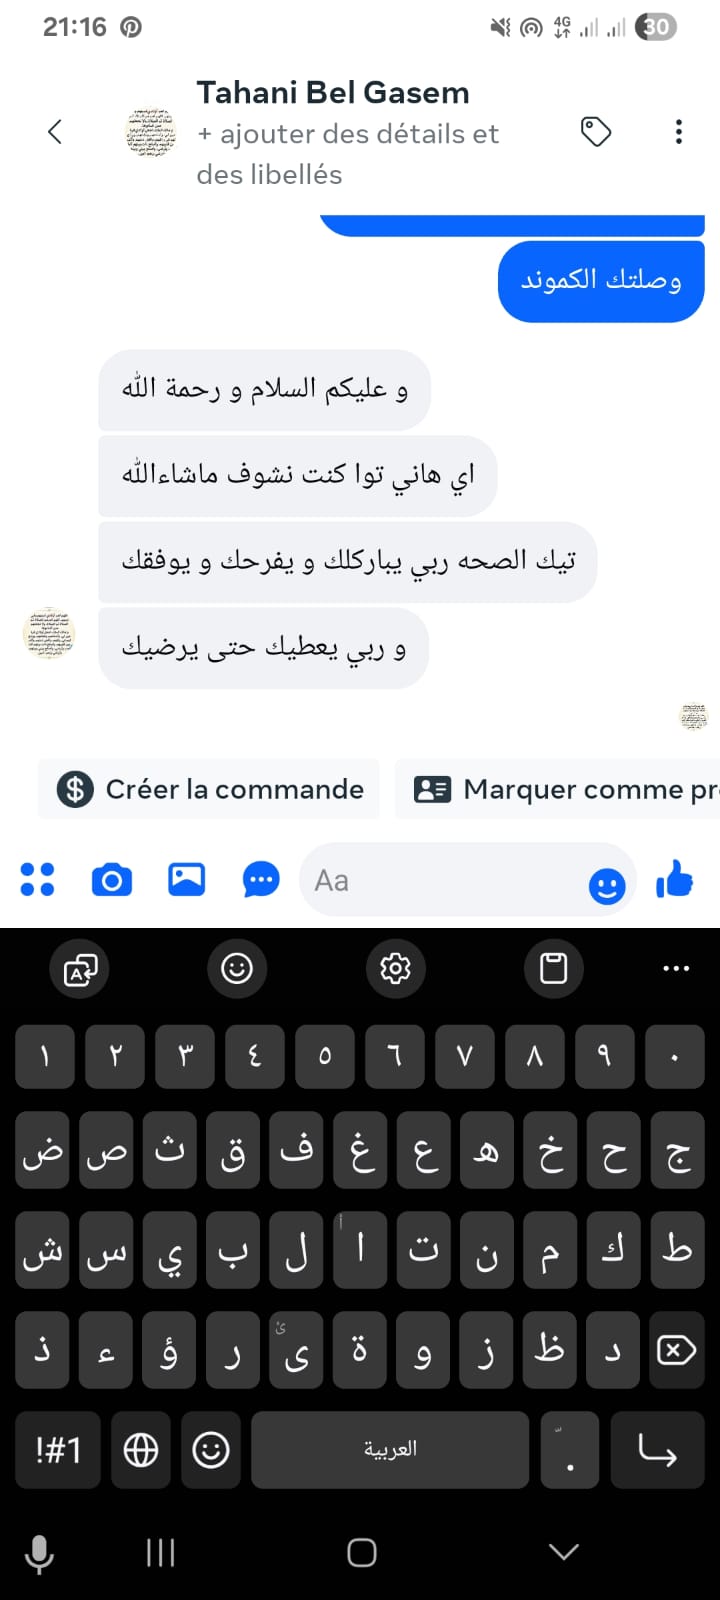 21:16
4G
30
Tahani Bel Gasem
+ ajouter des détails et
des libellés
وصلتك الكموند
و عليكم السلام و رحمة الله
اي هاني توا كنت نشوف ماشاءالله
تيك الصحه ربي يباركلك و يفرحك و يوفقك
و ربي يعطيك حتى يرضيك
Créer la commande
Marquer comme pr
Aa
١ ٢ ٣ ٤ ٥ ٦ ٧ ٨ ٩ ٠
ض ص ث ق ف غ ع ه خ ح ج
ش س ي ب ل ا أ ت ن م ك ط
ذ ء ؤ ر ى ئ ة و ز ظ د
!#1 العربية .